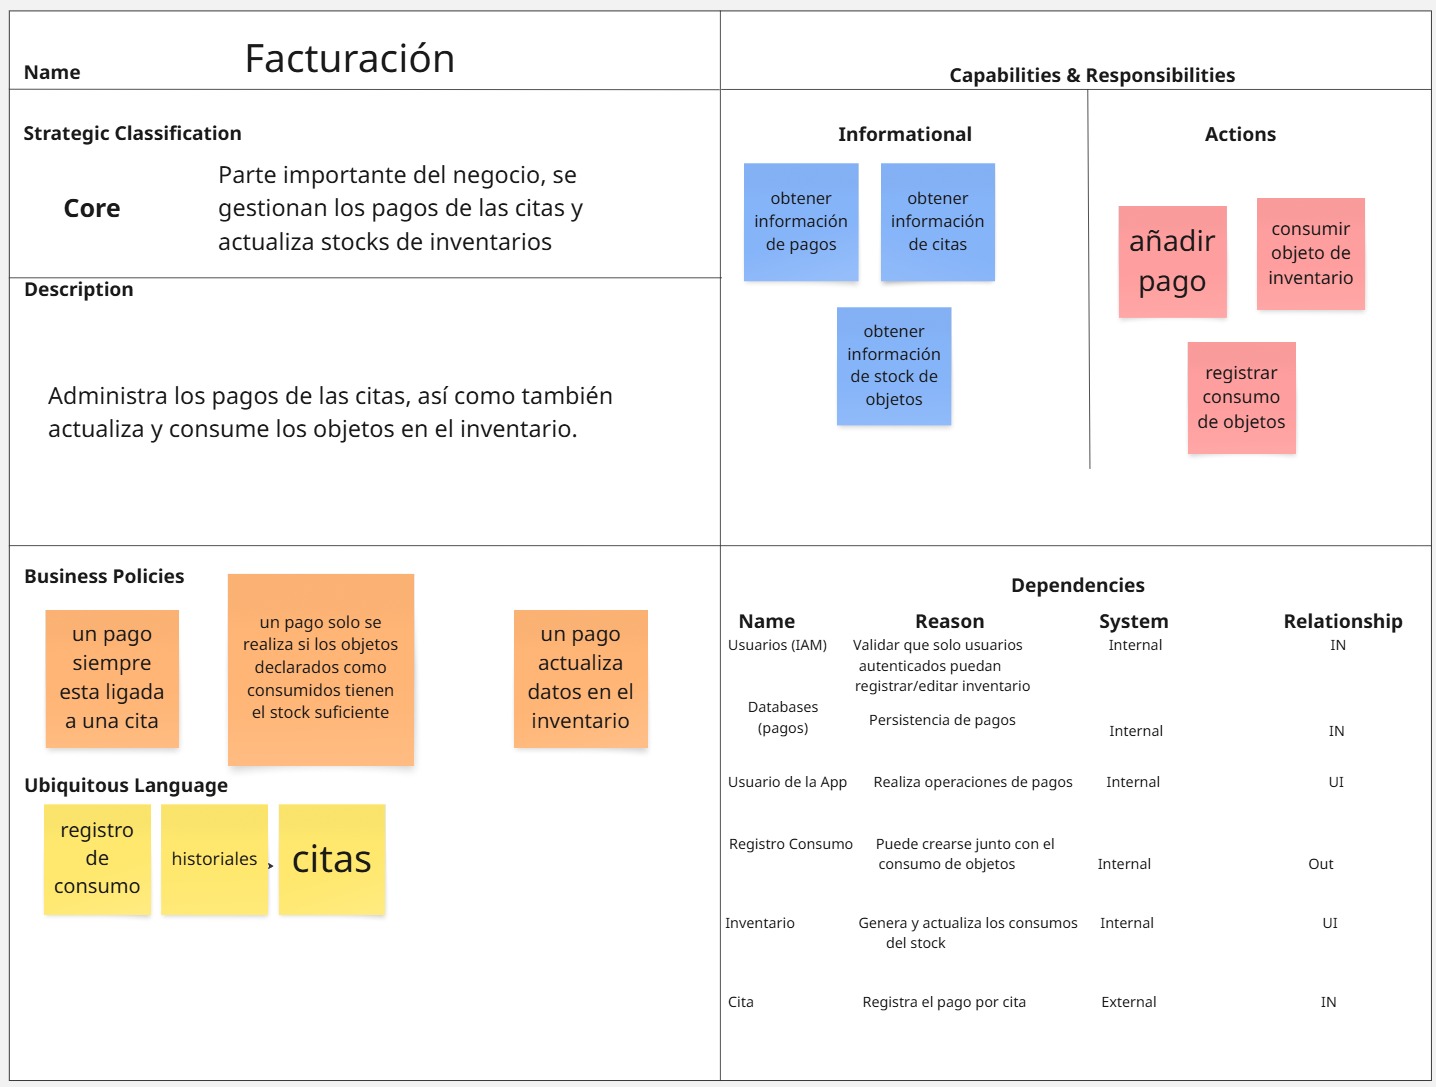 Name
Facturación
Strategic Classification
Core
Parte importante del negocio, se
gestionan los pagos de las citas y
actualiza stocks de inventarios
Description
Administra los pagos de las citas, así como también
actualiza y consume los objetos en el inventario.
Capabilities & Responsibilities
Informational
obtener
información
de pagos
obtener
información
de citas
obtener
información
de stock de
objetos
Actions
añadir
pago
consumir
objeto de
inventario
registrar
consumo
de objetos
Business Policies
un pago
siempre
esta ligada
a una cita
un pago solo se
realiza si los objetos
declarados como
consumidos tienen
el stock suficiente
un pago
actualiza
datos en el
inventario
Ubiquitous Language
registro
de
consumo
historiales
citas
Dependencies
Name Reason System Relationship
Usuarios (IAM) Validar que solo usuarios Internal IN
autenticados puedan
registrar/editar inventario
Databases
(pagos)
Persistencia de pagos
Internal IN
Usuario de la App Realiza operaciones de pagos Internal UI
Registro Consumo Puede crearse junto con el
consumo de objetos Internal Out
Inventario Genera y actualiza los consumos Internal UI
del stock
Cita Registra el pago por cita External IN